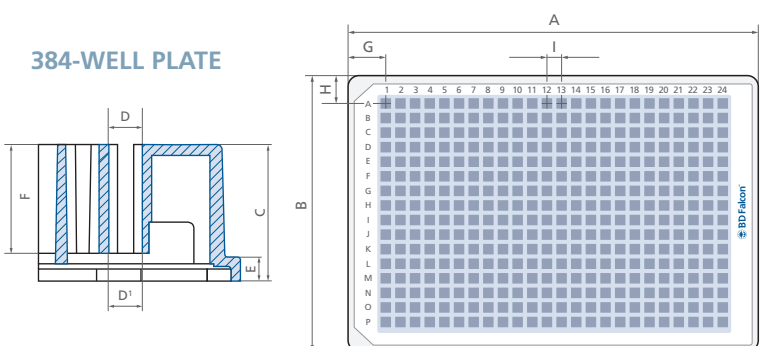 384-WELL PLATE
A
G
I
H
1 2 3 4 5 6 7 8 9 10 11 12 13 14 15 16 17 18 19 20 21 22 23 24
A
B
C
D
E
F
G
H
I
J
K
L
M
N
O
P
B
BD Falcon™
D
F
C
E
D¹